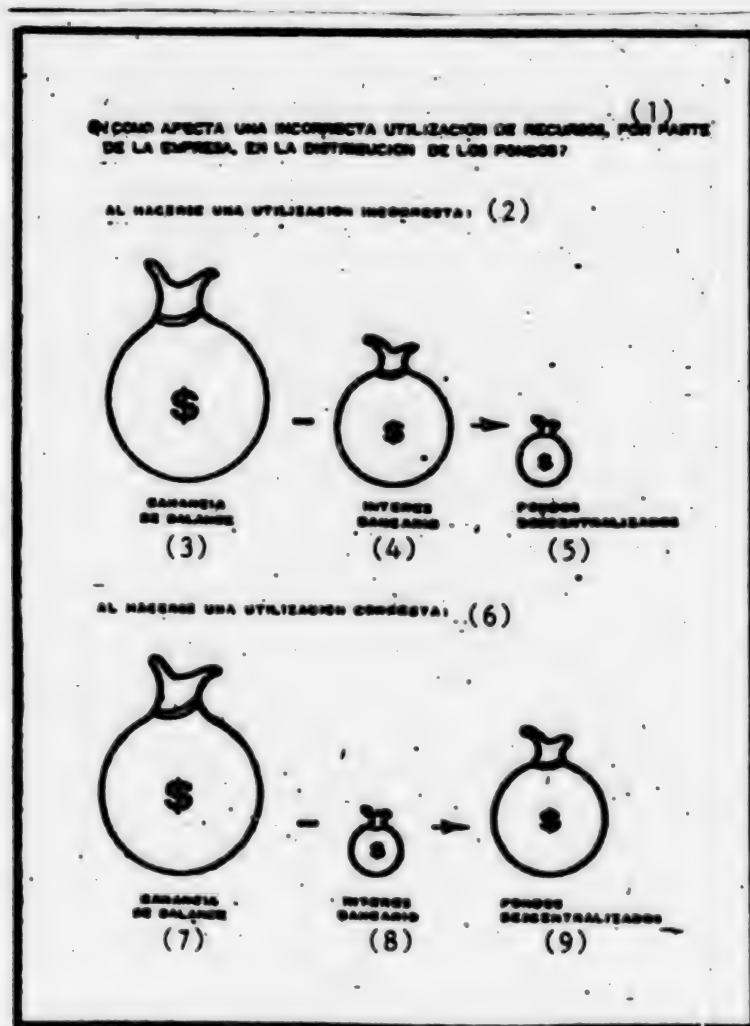 (1)
¿COMO AFECTA UNA INCORRECTA UTILIZACION DE RECURSOS, POR PARTE
DE LA EMPRESA, EN LA DISTRIBUCION DE LOS FONDOS?
AL HACERSE UNA UTILIZACION INCORRECTA: (2)
$ - $ $
GANANCIA INTERES FONDOS
DE BALANCE BANCARIO DESCENTRALIZADOS
(3) (4) (5)
AL HACERSE UNA UTILIZACION CORRECTA: (6)
$ - $ $
GANANCIA INTERES FONDOS
DE BALANCE BANCARIO DESCENTRALIZADOS
(7) (8) (9)